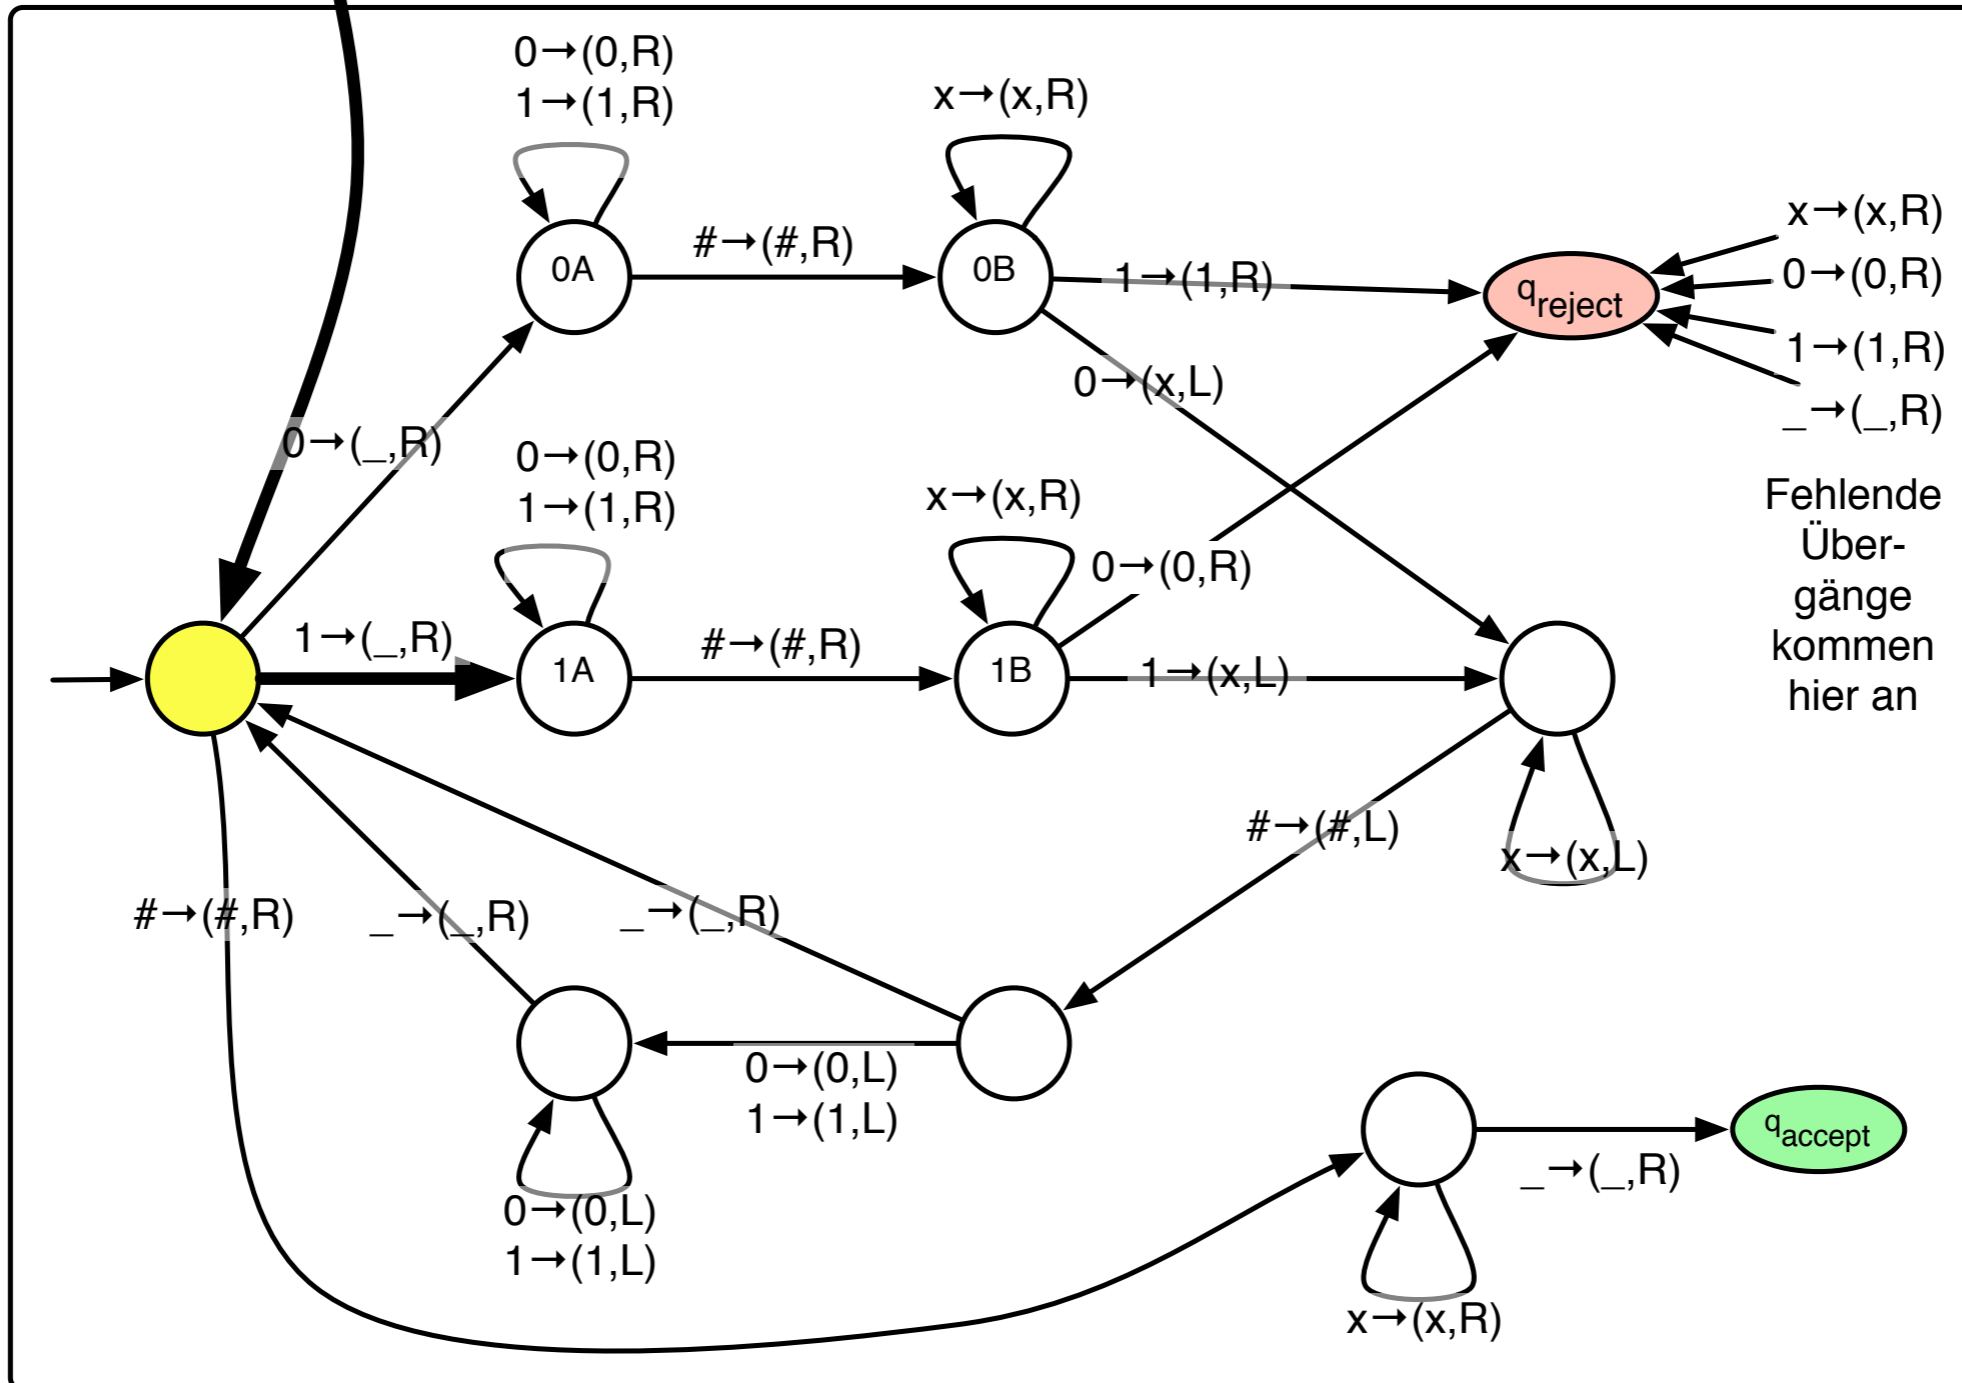 0→(0,R)
1→(1,R)
x→(x,R)
0A
#→(#,R)
0B
1→(1,R)
qreject
x→(x,R)
0→(0,R)
1→(1,R)
_→(_,R)
0→(x,L)
0→(_,R)
0→(0,R)
1→(1,R)
x→(x,R)
0→(0,R)
Fehlende
Über-
gänge
kommen
hier an
1→(_,R)
1A
#→(#,R)
1B
1→(x,L)
#→(#,L)
x→(x,L)
#→(#,R)
_→(_,R)
_→(_,R)
0→(0,L)
1→(1,L)
0→(0,L)
1→(1,L)
_→(_,R)
qaccept
x→(x,R)